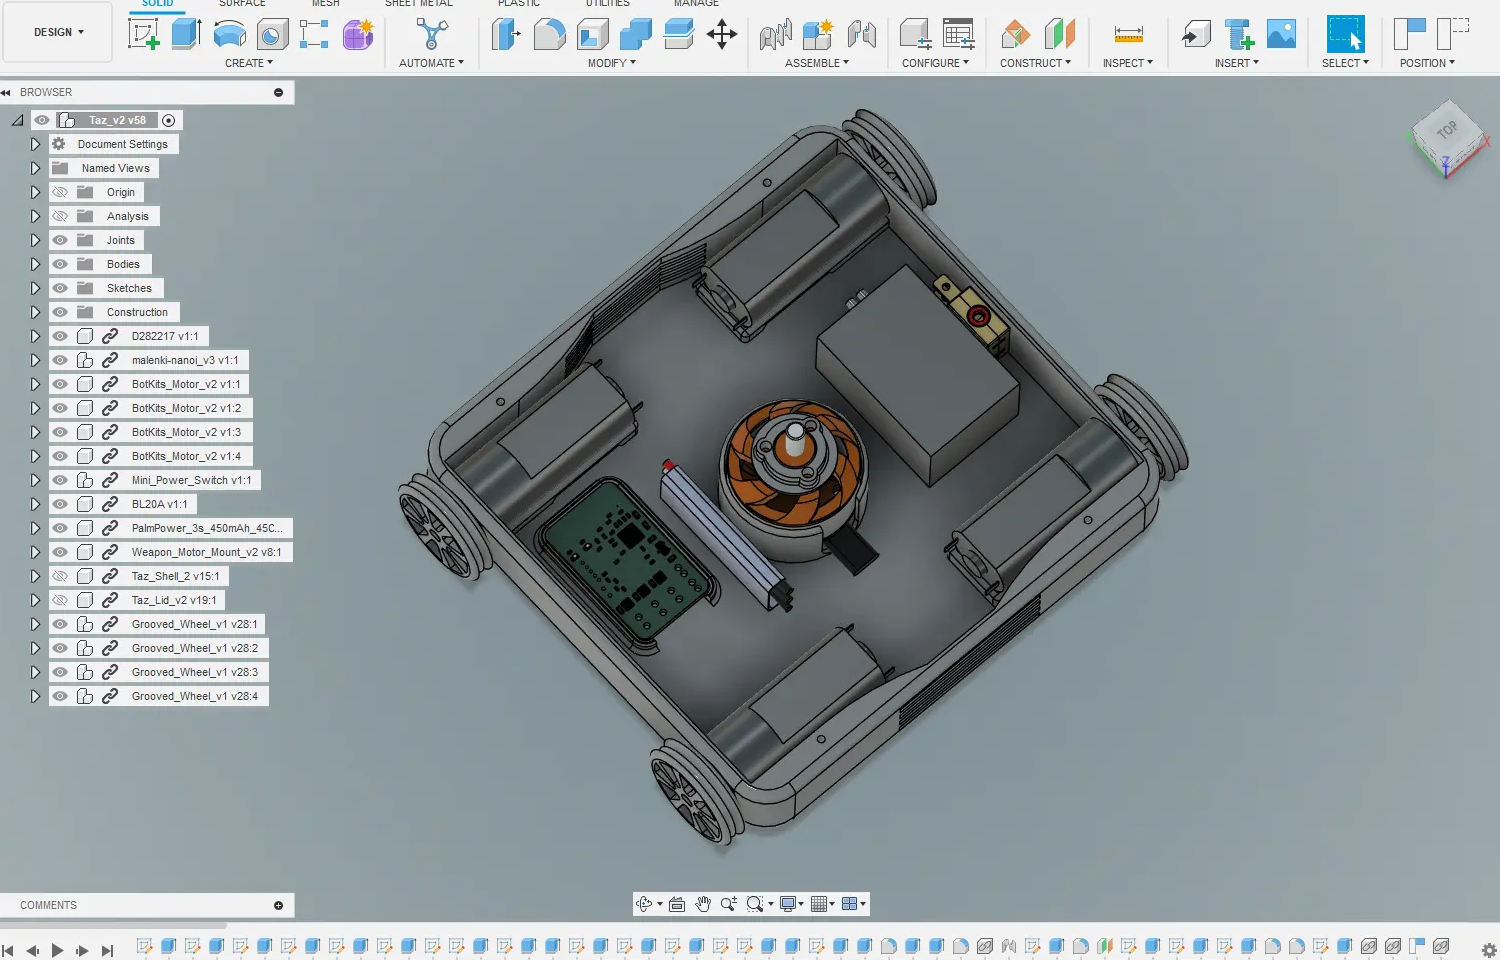 SOLID
SURFACE
MESH
SHEET METAL
PLASTIC
UTILITIES
MANAGE
DESIGN
CREATE
AUTOMATE
MODIFY
ASSEMBLE
CONFIGURE
CONSTRUCT
INSPECT
INSERT
SELECT
POSITION
BROWSER
TOP
X
Z
Taz_v2 v58
Document Settings
Named Views
Origin
Analysis
Joints
Bodies
Sketches
Construction
D282217 v1:1
malenki-nanoi_v3 v1:1
BotKits_Motor_v2 v1:1
BotKits_Motor_v2 v1:2
BotKits_Motor_v2 v1:3
BotKits_Motor_v2 v1:4
Mini_Power_Switch v1:1
BL20A v1:1
PalmPower_3s_450mAh_45C...
Weapon_Motor_Mount_v2 v8:1
Taz_Shell_2 v15:1
Taz_Lid_v2 v19:1
Grooved_Wheel_v1 v28:1
Grooved_Wheel_v1 v28:2
Grooved_Wheel_v1 v28:3
Grooved_Wheel_v1 v28:4
COMMENTS